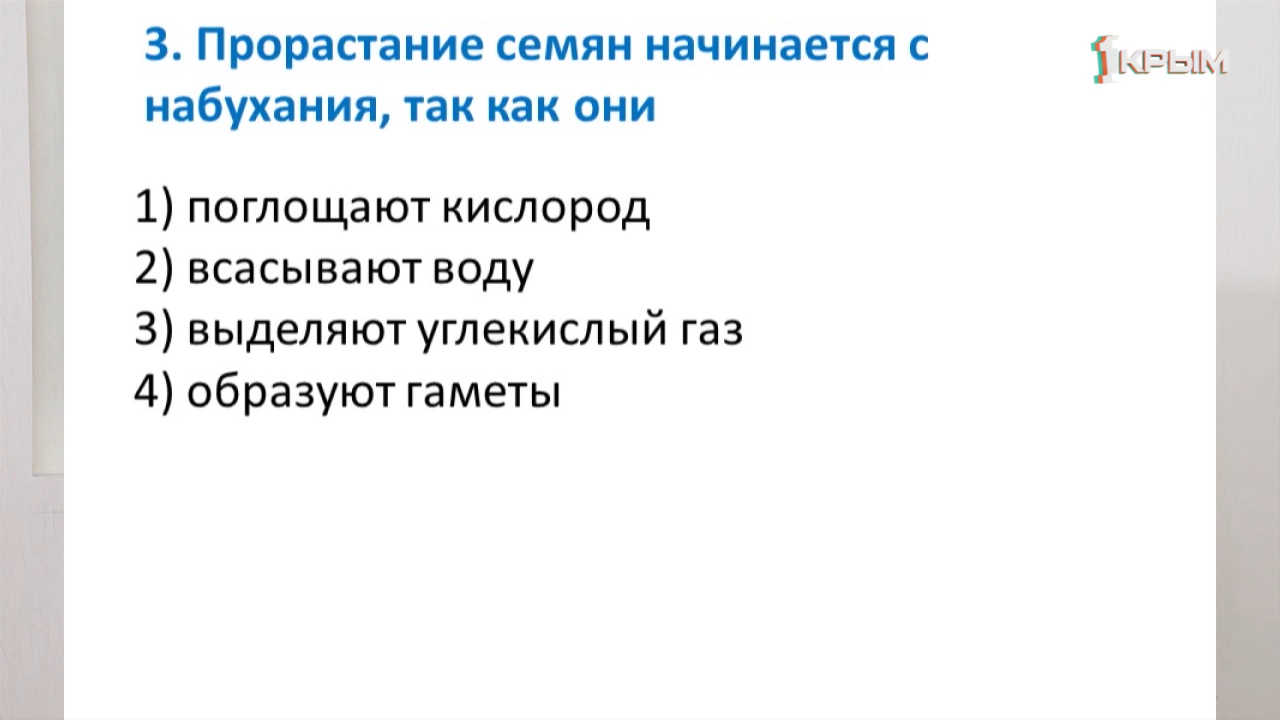 3. Прорастание семян начинается с
набухания, так как они
1КРЫМ
1) поглощают кислород
2) всасывают воду
3) выделяют углекислый газ
4) образуют гаметы